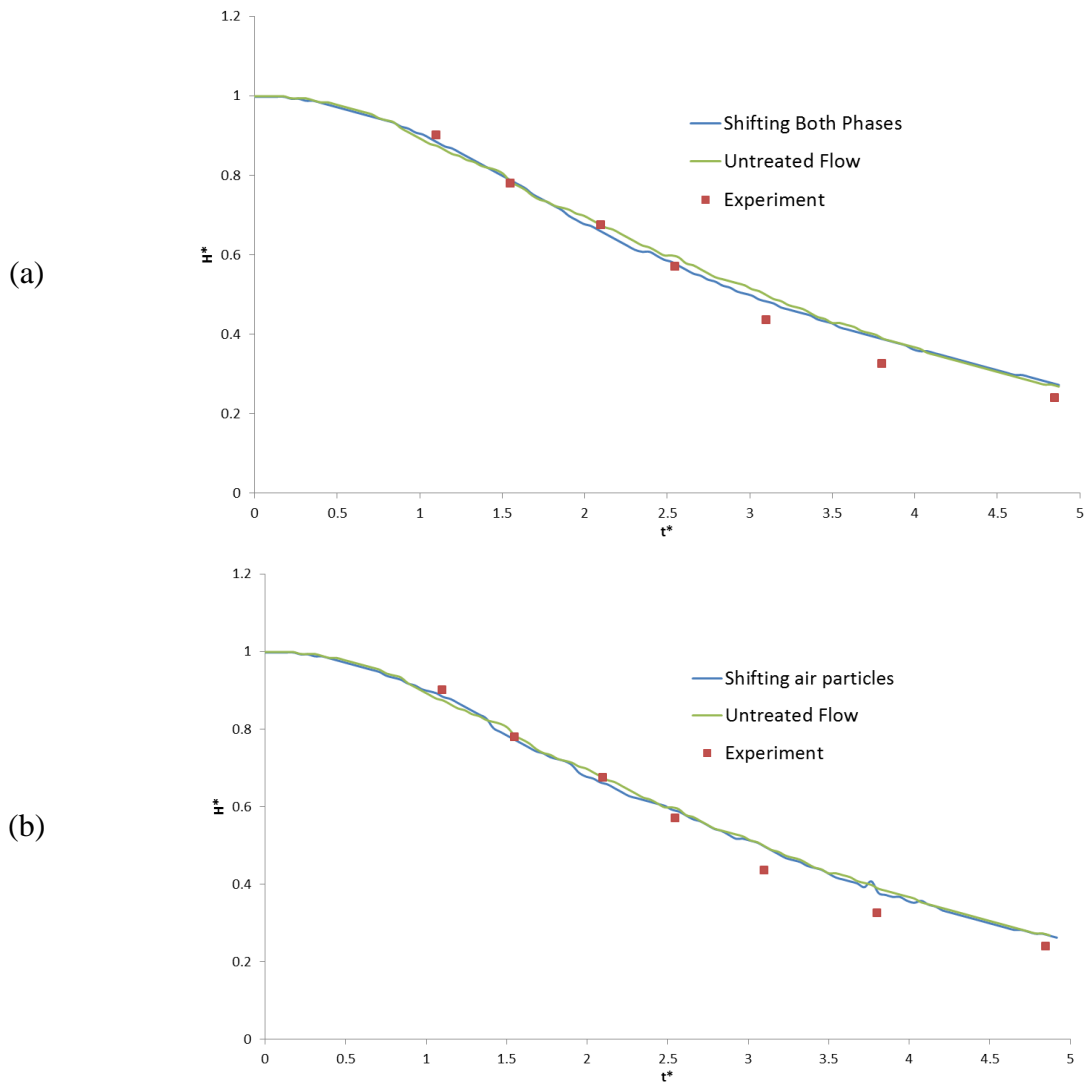 (a)
1.2
1
0.8
0.6
0.4
0.2
0
H*
Shifting Both Phases
Untreated Flow
Experiment
0 0.5 1 1.5 2 2.5 3 3.5 4 4.5 5
t*
(b)
1.2
1
0.8
0.6
0.4
0.2
0
H*
Shifting air particles
Untreated Flow
Experiment
0 0.5 1 1.5 2 2.5 3 3.5 4 4.5 5
t*